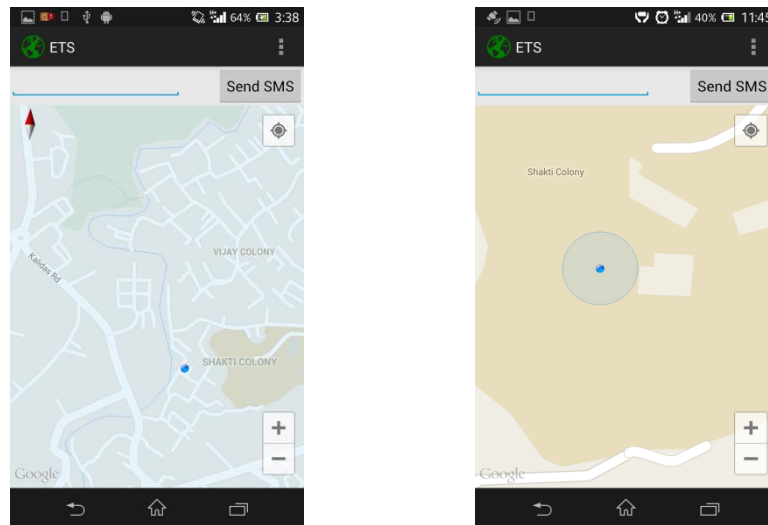 64% 3:38
ETS
Send SMS
VIJAY COLONY
Kalidas Rd
SHAKTI COLONY
Google
40% 11:45
ETS
Send SMS
Shakti Colony
Google